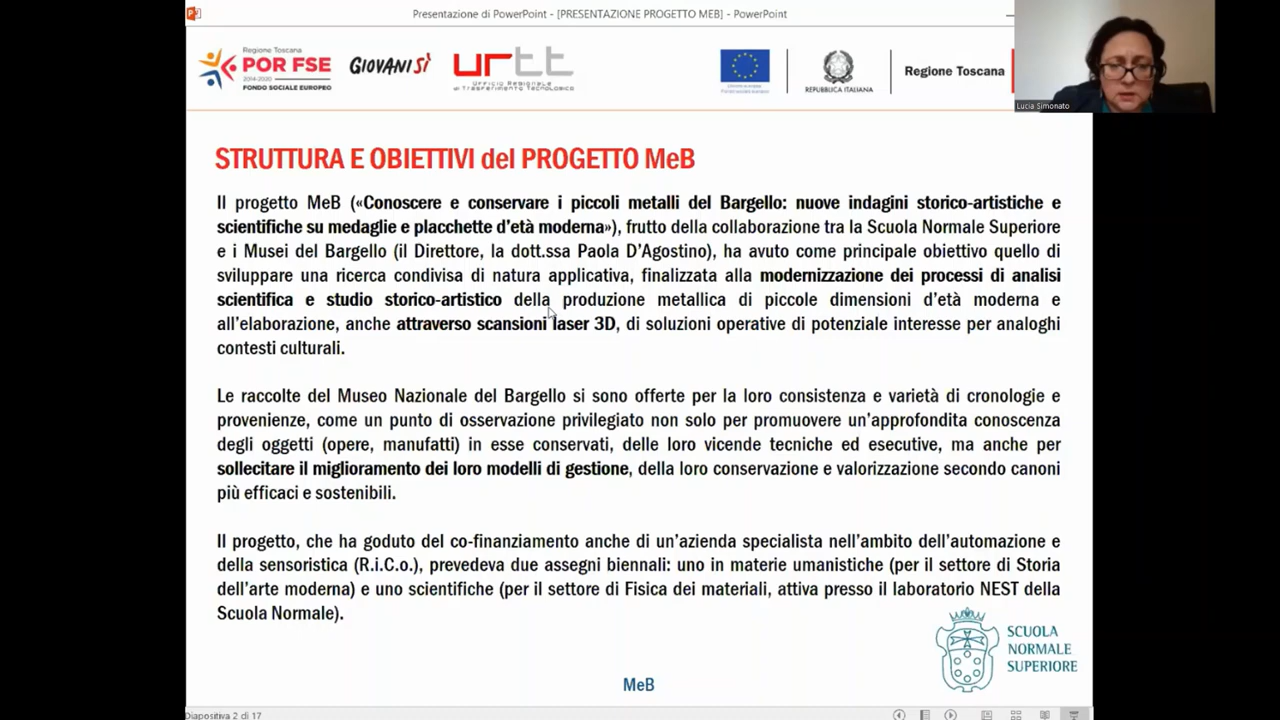 Presentazione di PowerPoint - [PRESENTAZIONE PROGETTO MEB] - PowerPoint
Regione Toscana
POR FSE
2014-2020
FONDO SOCIALE EUROPEO
GIOVANISÌ
urtt
Ufficio Regionale
di Trasferimento Tecnologico
REPUBBLICA ITALIANA
Regione Toscana
Lucia Simonato
STRUTTURA E OBIETTIVI del PROGETTO MeB
Il progetto MeB («Conoscere e conservare i piccoli metalli del Bargello: nuove indagini storico-artistiche e
scientifiche su medaglie e placchette d'età moderna»), frutto della collaborazione tra la Scuola Normale Superiore
e i Musei del Bargello (il Direttore, la dott.ssa Paola D'Agostino), ha avuto come principale obiettivo quello di
sviluppare una ricerca condivisa di natura applicativa, finalizzata alla modernizzazione dei processi di analisi
scientifica e studio storico-artistico della produzione metallica di piccole dimensioni d'età moderna e
all'elaborazione, anche attraverso scansioni laser 3D, di soluzioni operative di potenziale interesse per analoghi
contesti culturali.
Le raccolte del Museo Nazionale del Bargello si sono offerte per la loro consistenza e varietà di cronologie e
provenienze, come un punto di osservazione privilegiato non solo per promuovere un'approfondita conoscenza
degli oggetti (opere, manufatti) in esse conservati, delle loro vicende tecniche ed esecutive, ma anche per
sollecitare il miglioramento dei loro modelli di gestione, della loro conservazione e valorizzazione secondo canoni
più efficaci e sostenibili.
Il progetto, che ha goduto del co-finanziamento anche di un'azienda specialista nell'ambito dell'automazione e
della sensoristica (R.i.Co.), prevedeva due assegni biennali: uno in materie umanistiche (per il settore di Storia
dell'arte moderna) e uno scientifiche (per il settore di Fisica dei materiali, attiva presso il laboratorio NEST della
Scuola Normale).
SCUOLA
NORMALE
SUPERIORE
MeB
Diapositiva 2 di 17